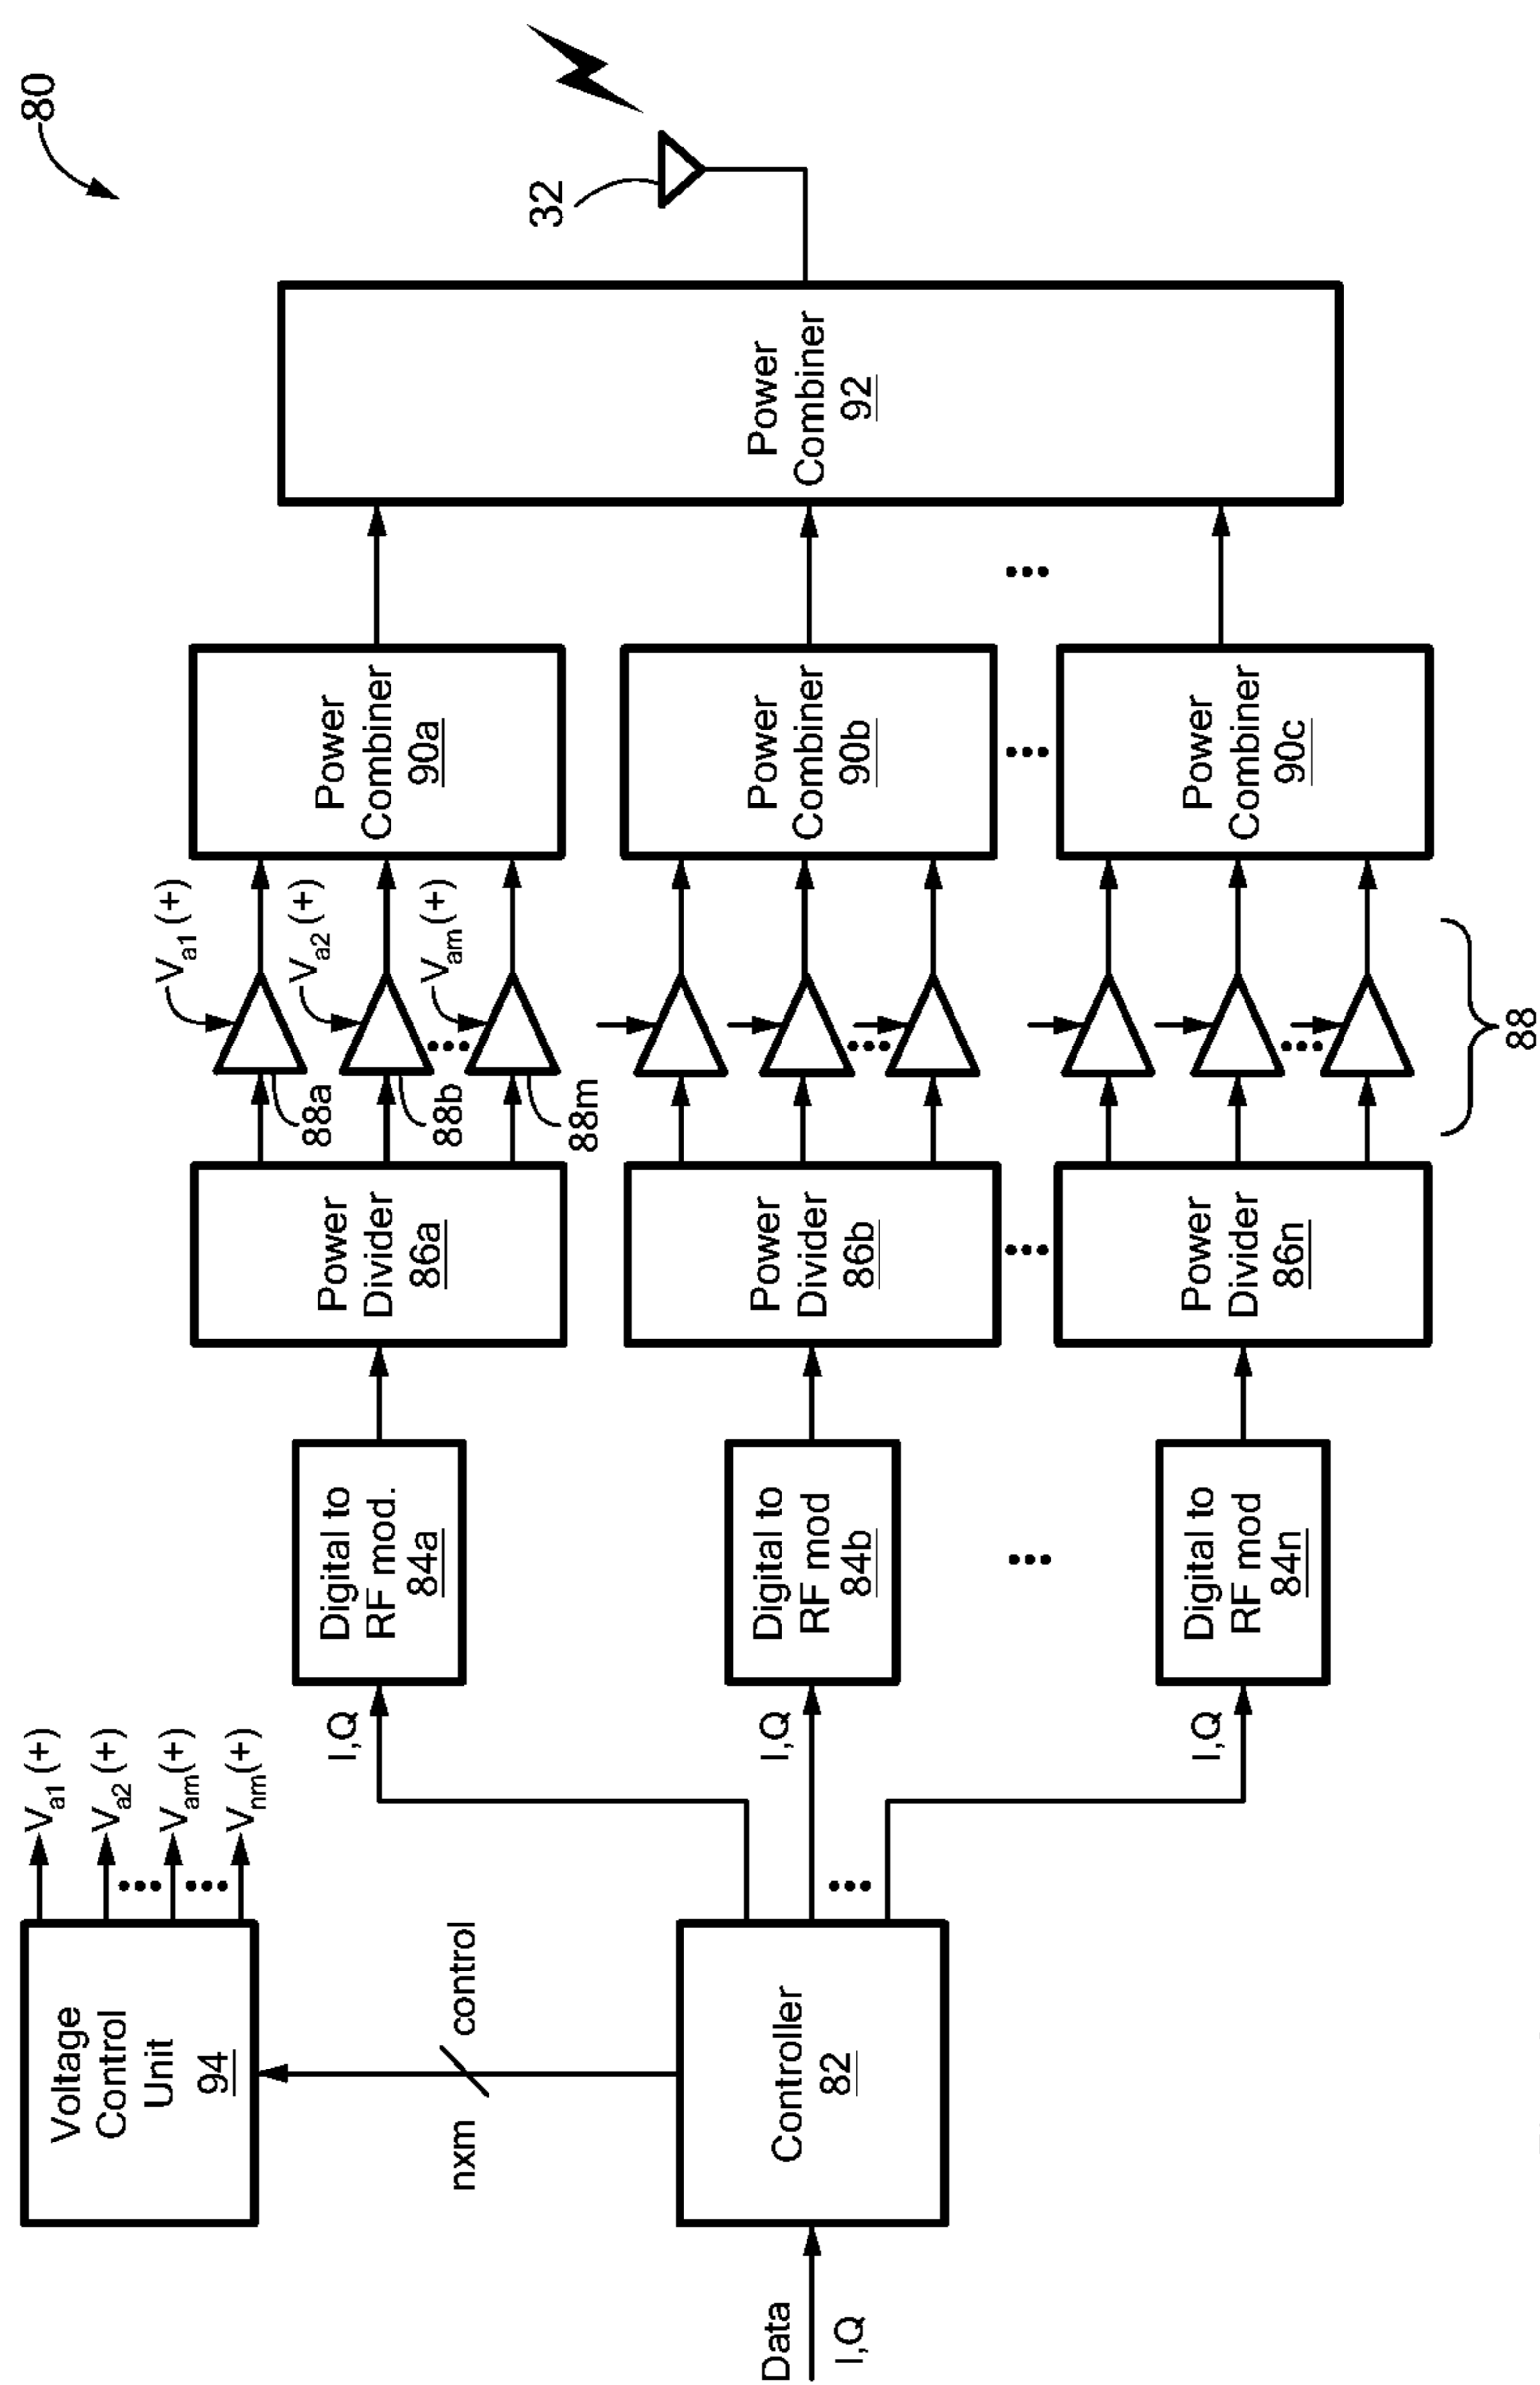 80
Voltage
Control
Unit
94
Va1 (+)
Va2 (+)
Vam(+)
Vnm(+)
nxm
control
Data
I,Q
Controller
82
I,Q
Digital to
RF mod.
84a
Power
Divider
86a
88a
88b
88m
Va1 (+)
Va2 (+)
Vam (+)
Power
Combiner
90a
I,Q
Digital to
RF mod
84b
Power
Divider
86b
Power
Combiner
90b
I,Q
Digital to
RF mod
84n
Power
Divider
86n
88
Power
Combiner
90c
Power
Combiner
92
32